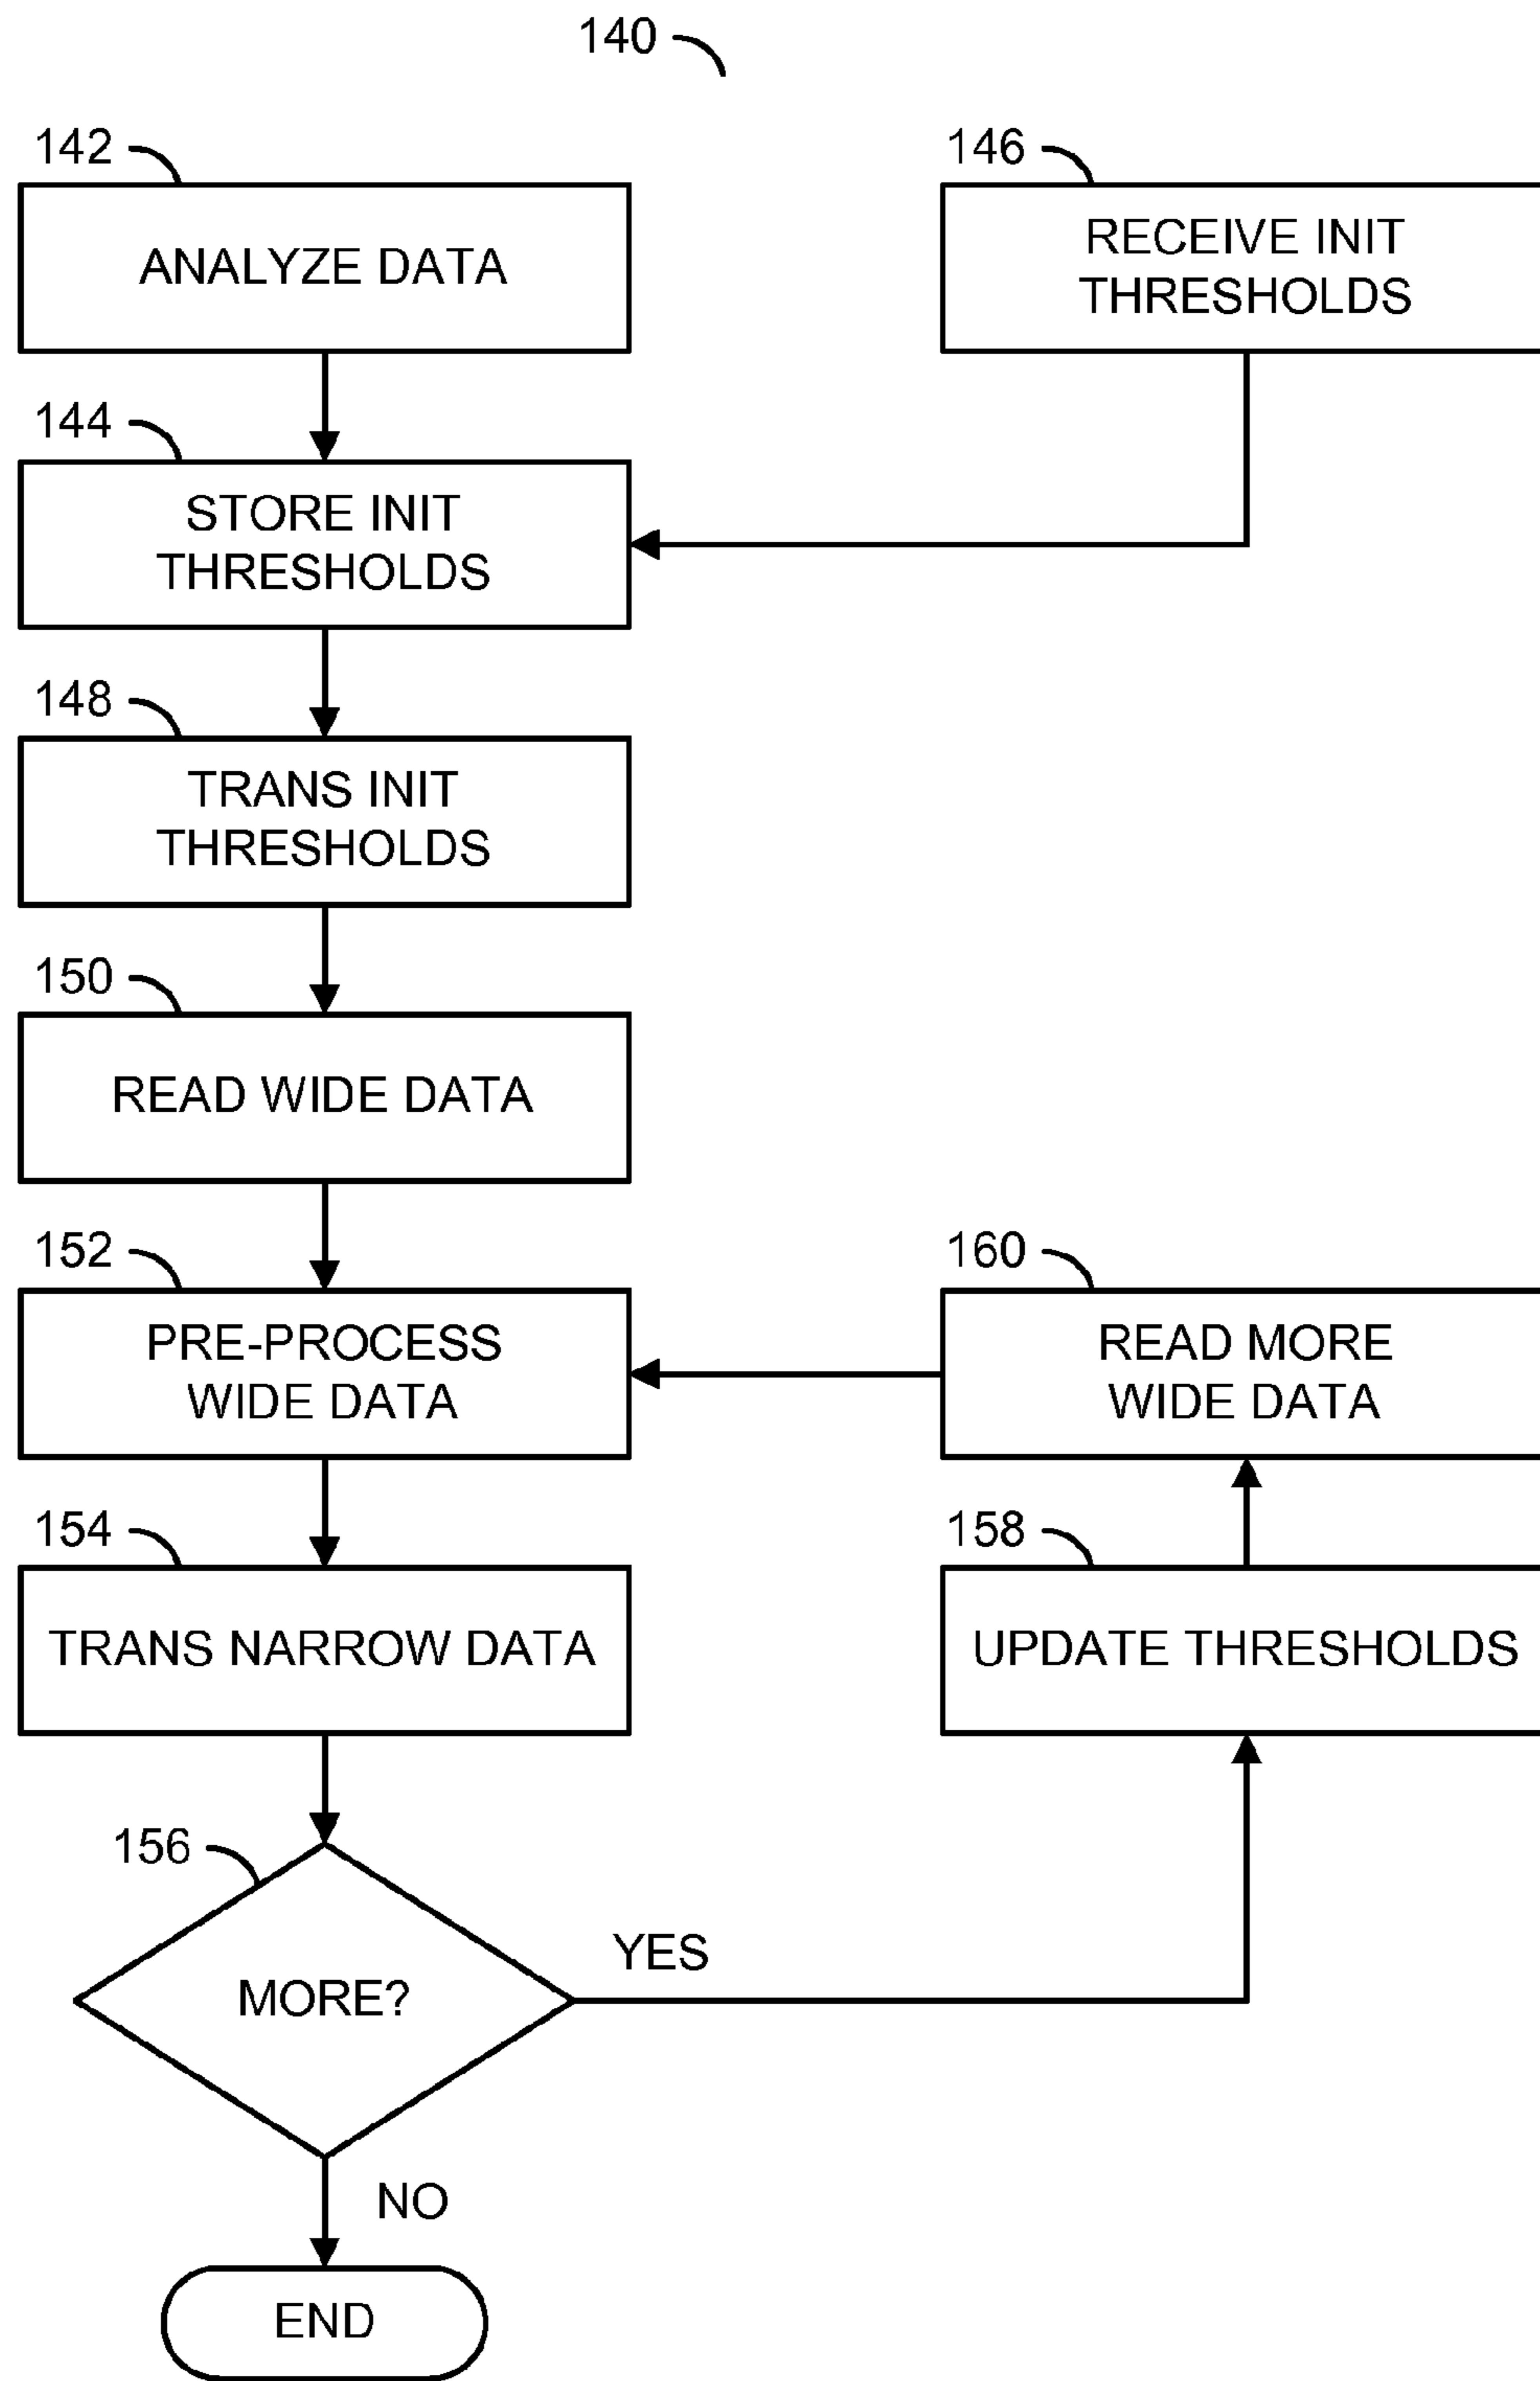 140
142
146
ANALYZE DATA
RECEIVE INIT
THRESHOLDS
144
STORE INIT
THRESHOLDS
148
TRANS INIT
THRESHOLDS
150
READ WIDE DATA
152
160
PRE-PROCESS
WIDE DATA
READ MORE
WIDE DATA
154
158
TRANS NARROW DATA
UPDATE THRESHOLDS
156
YES
MORE?
NO
END